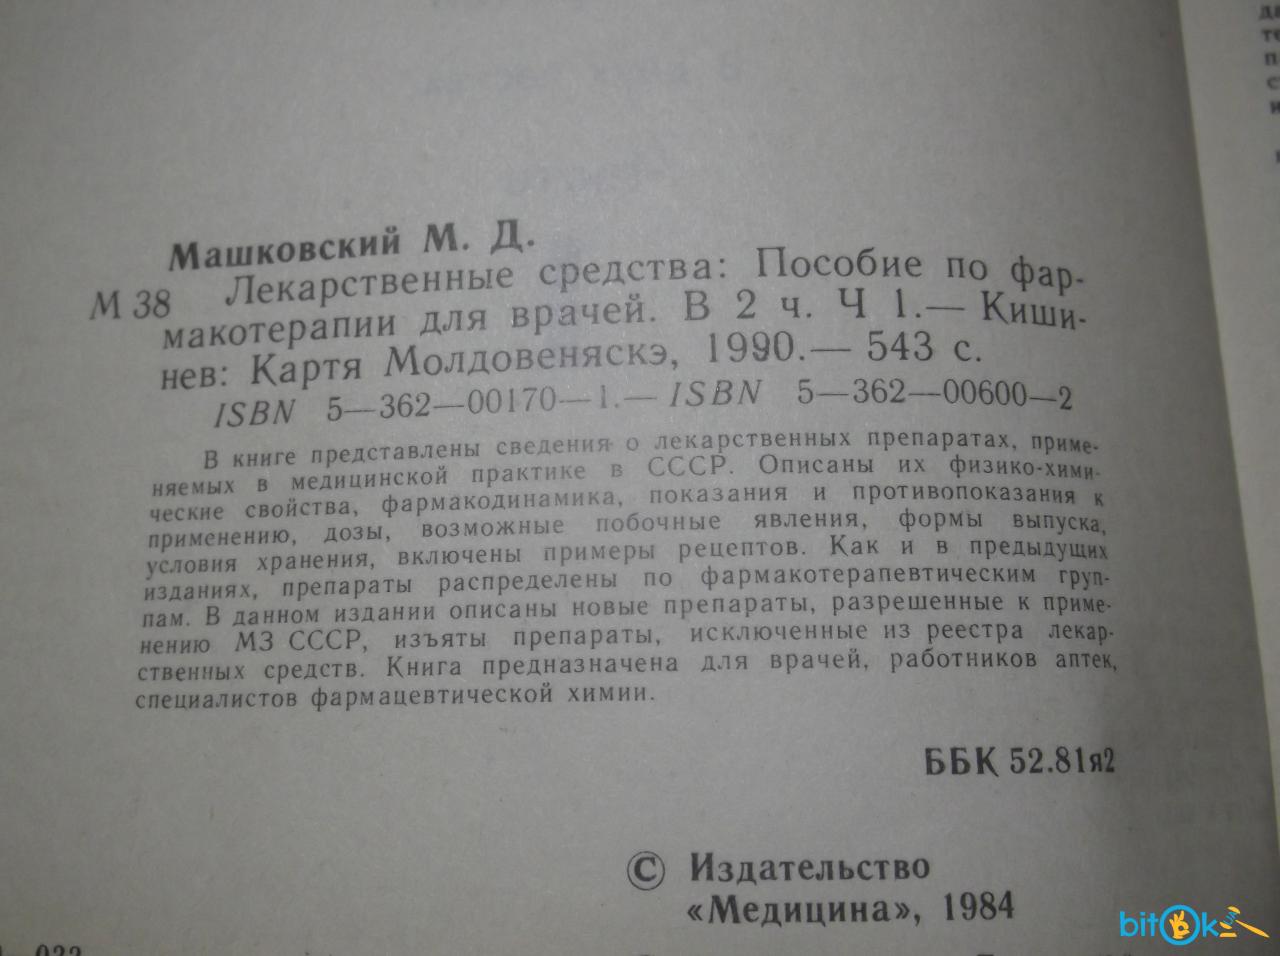 Машковский М. Д.
М 38 Лекарственные средства: Пособие по фар-
макотерапии для врачей. В 2 ч. Ч 1.— Киши-
нев: Картя Молдовеняскэ, 1990.— 543 с.
ISBN 5—362—00170—1.— ISBN 5—362—00600—2
В книге представлены сведения о лекарственных препаратах, приме-
няемых в медицинской практике в СССР. Описаны их физико-хими-
ческие свойства, фармакодинамика, показания и противопоказания к
применению, дозы, возможные побочные явления, формы выпуска,
условия хранения, включены примеры рецептов. Как и в предыдущих
изданиях, препараты распределены по фармакотерапевтическим груп-
пам. В данном издании описаны новые препараты, разрешенные к приме-
нению МЗ СССР, изъяты препараты, исключенные из реестра лекар-
ственных средств. Книга предназначена для врачей, работников аптек,
специалистов фармацевтической химии.
ББК 52.81я2
© Издательство
«Медицина», 1984
bitOk